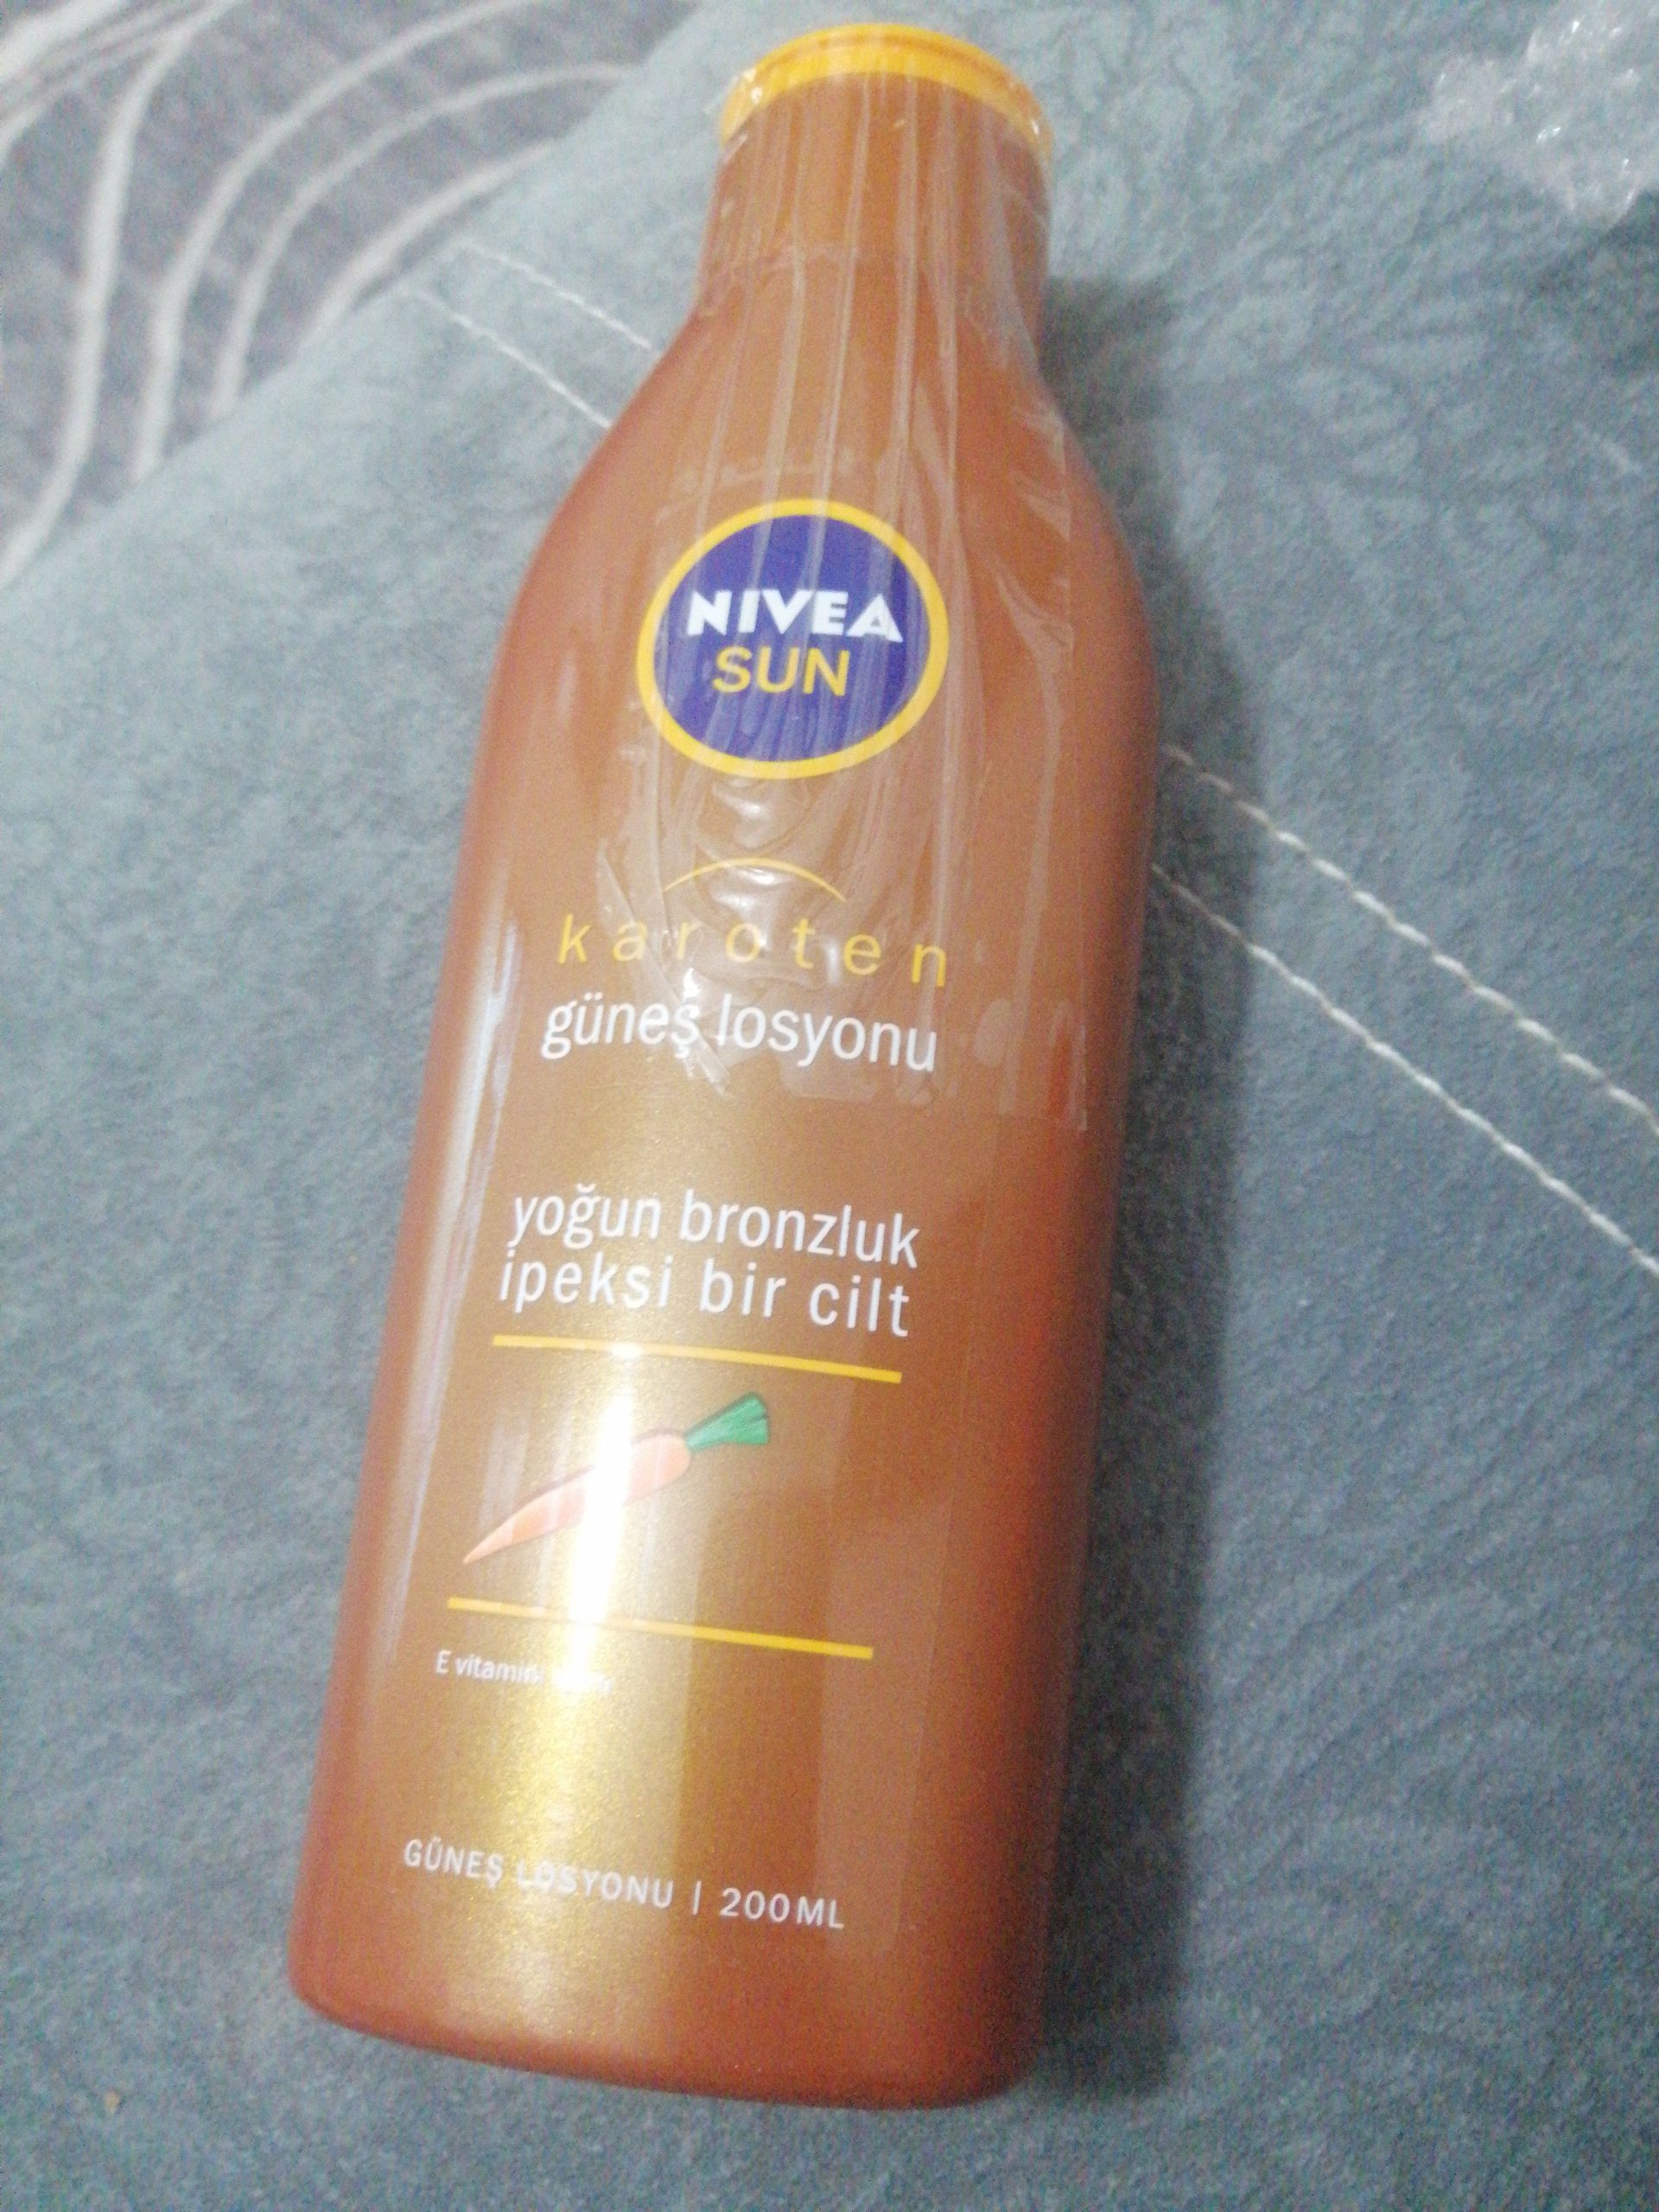 NIVEA
SUN
karoten
güneş losyonu
yoğun bronzluk
ipeksi bir cilt
E vitamini
GÜNEŞ LOSYONU | 200ML